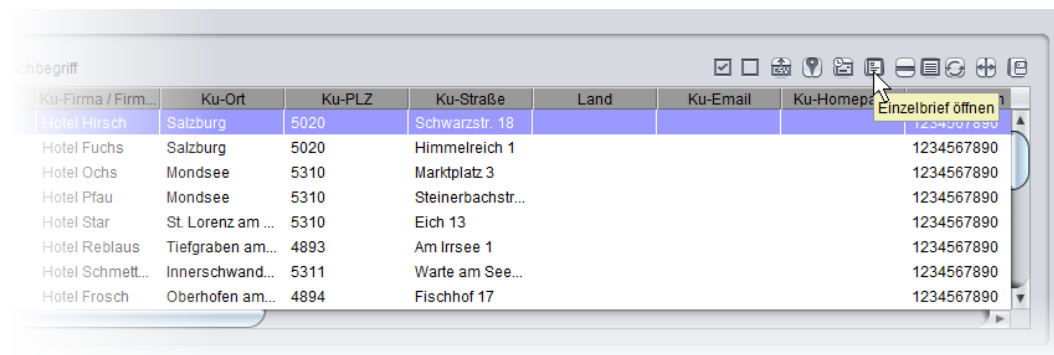 chbegriff
CSV
Ku-Firma / Firm... Ku-Ort Ku-PLZ Ku-Straße Land Ku-Email Ku-Homepa
Einzelbrief öffnen
Hotel Hirsch Salzburg 5020 Schwarzstr. 18 1234567890
Hotel Fuchs Salzburg 5020 Himmelreich 1 1234567890
Hotel Ochs Mondsee 5310 Marktplatz 3 1234567890
Hotel Pfau Mondsee 5310 Steinerbachstr... 1234567890
Hotel Star St. Lorenz am ... 5310 Eich 13 1234567890
Hotel Reblaus Tiefgraben am... 4893 Am Irrsee 1 1234567890
Hotel Schmett... Innerschwand... 5311 Warte am See... 1234567890
Hotel Frosch Oberhofen am... 4894 Fischhof 17 1234567890